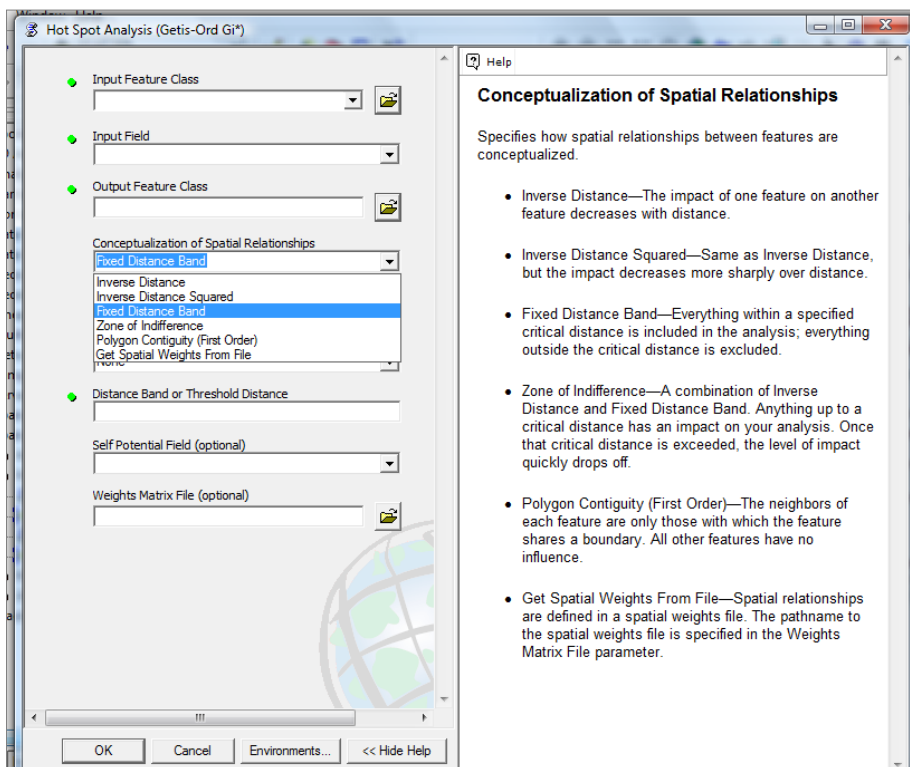 Window Help
Hot Spot Analysis (Getis-Ord Gi*)
Input Feature Class
Input Field
Output Feature Class
Conceptualization of Spatial Relationships
Fixed Distance Band
Inverse Distance
Inverse Distance Squared
Fixed Distance Band
Zone of Indifference
Polygon Contiguity (First Order)
Get Spatial Weights From File
None
Distance Band or Threshold Distance
Self Potential Field (optional)
Weights Matrix File (optional)
OK
Cancel
Environments...
<< Hide Help
Help
Conceptualization of Spatial Relationships
Specifies how spatial relationships between features are
conceptualized.
• Inverse Distance—The impact of one feature on another
feature decreases with distance.
• Inverse Distance Squared—Same as Inverse Distance,
but the impact decreases more sharply over distance.
• Fixed Distance Band—Everything within a specified
critical distance is included in the analysis; everything
outside the critical distance is excluded.
• Zone of Indifference—A combination of Inverse
Distance and Fixed Distance Band. Anything up to a
critical distance has an impact on your analysis. Once
that critical distance is exceeded, the level of impact
quickly drops off.
• Polygon Contiguity (First Order)—The neighbors of
each feature are only those with which the feature
shares a boundary. All other features have no
influence.
• Get Spatial Weights From File—Spatial relationships
are defined in a spatial weights file. The pathname to
the spatial weights file is specified in the Weights
Matrix File parameter.